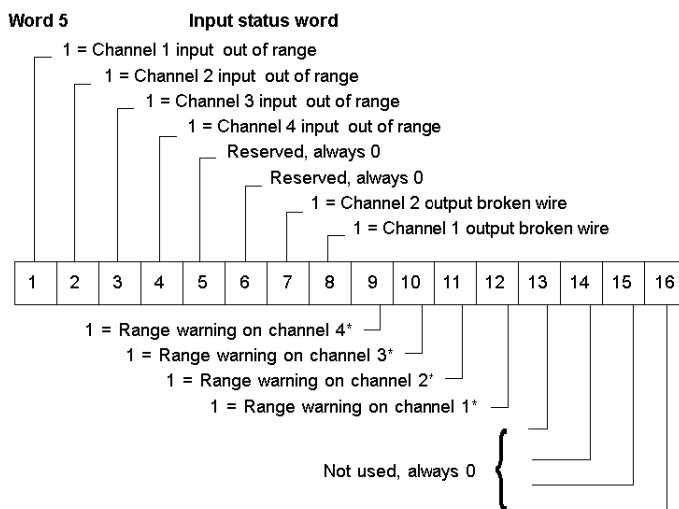 Word 5 Input status word
1 = Channel 1 input out of range
1 = Channel 2 input out of range
1 = Channel 3 input out of range
1 = Channel 4 input out of range
Reserved, always 0
Reserved, always 0
1 = Channel 2 output broken wire
1 = Channel 1 output broken wire
1 2 3 4 5 6 7 8 9 10 11 12 13 14 15 16
1 = Range warning on channel 4*
1 = Range warning on channel 3*
1 = Range warning on channel 2*
1 = Range warning on channel 1*
Not used, always 0